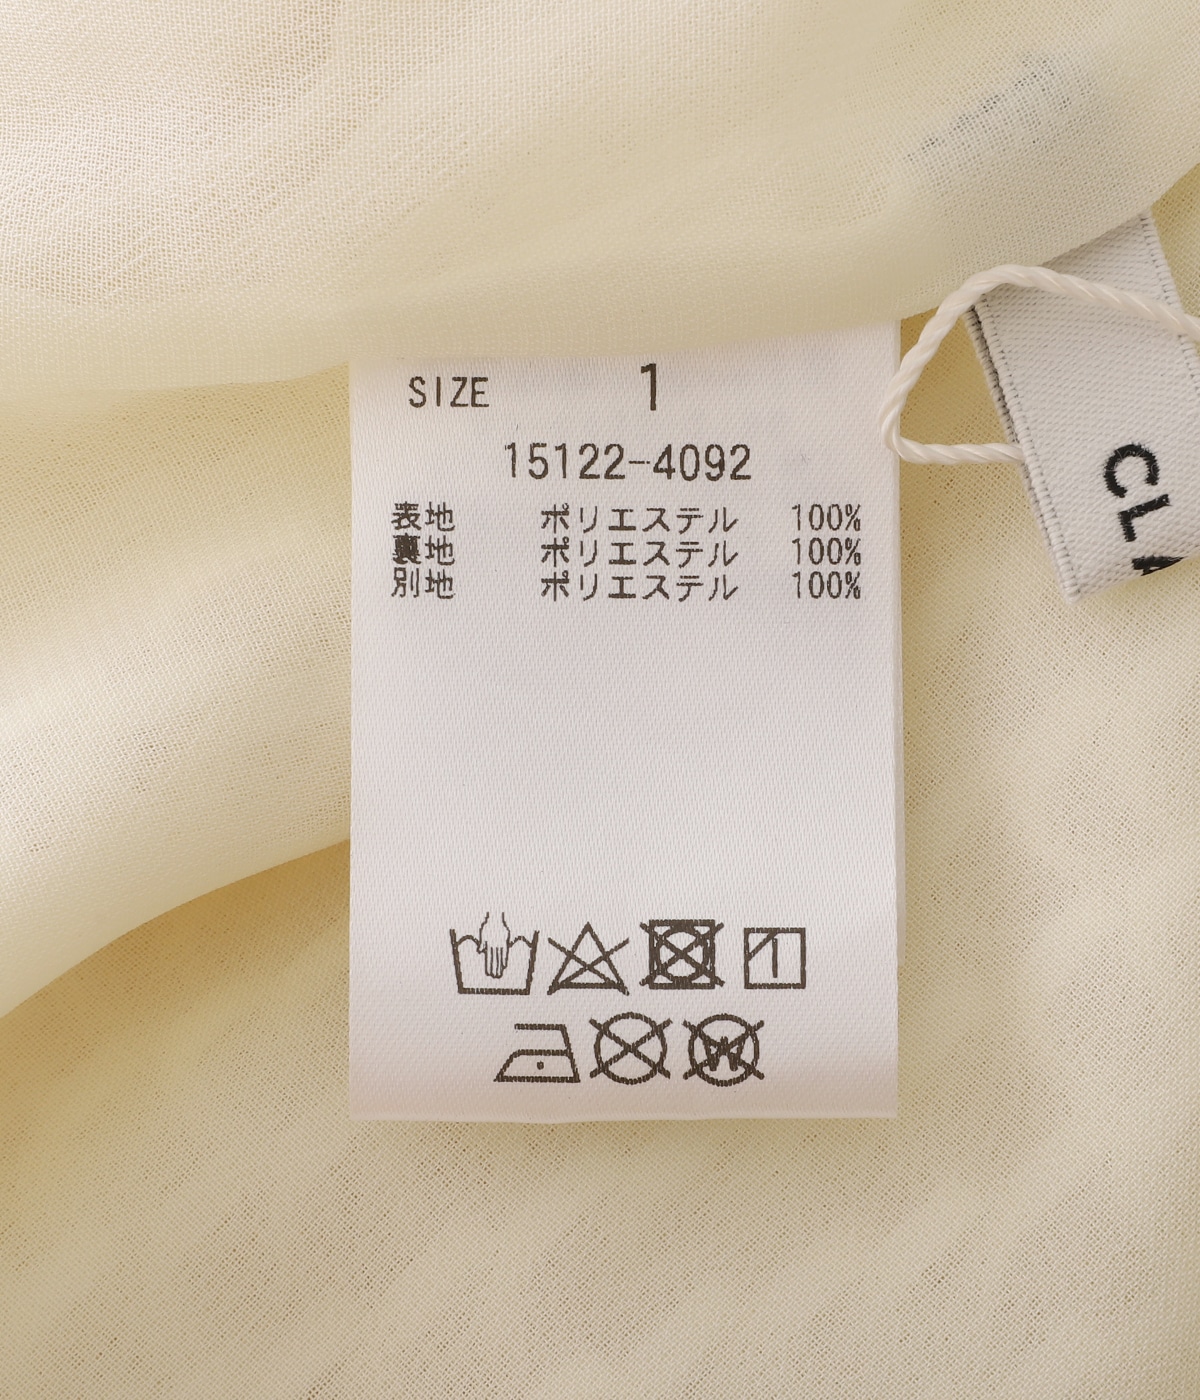 SIZE 1
15122-4092
表地 ポリエステル 100%
裏地 ポリエステル 100%
別地 ポリエステル 100%
W
CL